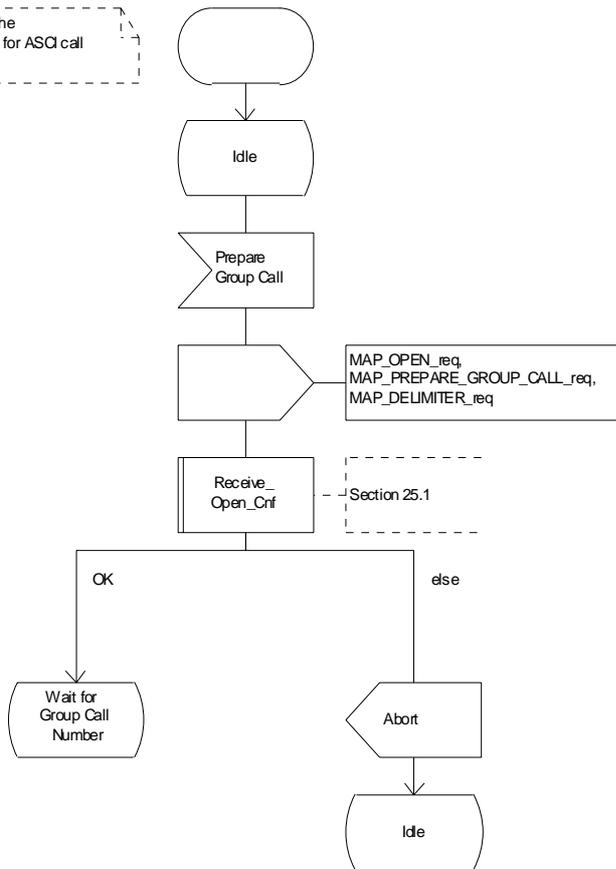 he
for ASCI call
Idle
Prepare
Group Call
MAP_OPEN_req,
MAP_PREPARE_GROUP_CALL_req,
MAP_DELIMITER_req
Receive_
Open_Cnf
Section 25.1
OK
else
Wait for
Group Call
Number
Abort
Idle